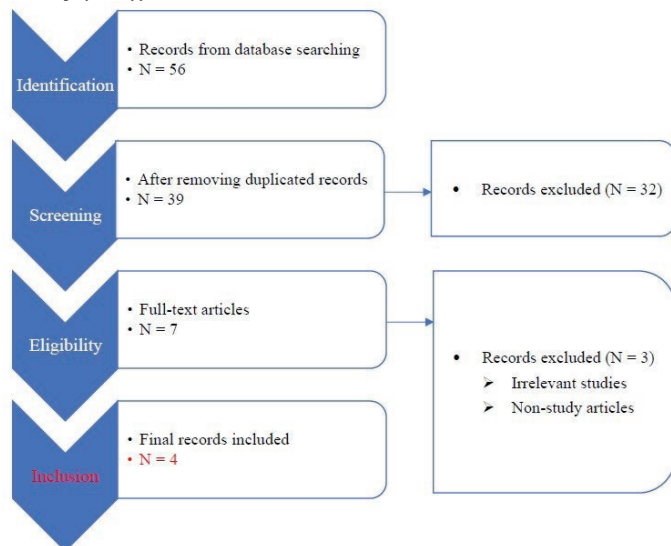 Identification
• Records from database searching
• N = 56
Screening
• After removing duplicated records
• N = 39
• Records excluded (N = 32)
Eligibility
• Full-text articles
• N = 7
• Records excluded (N = 3)
➢ Irrelevant studies
➢ Non-study articles
Inclusion
• Final records included
• N = 4